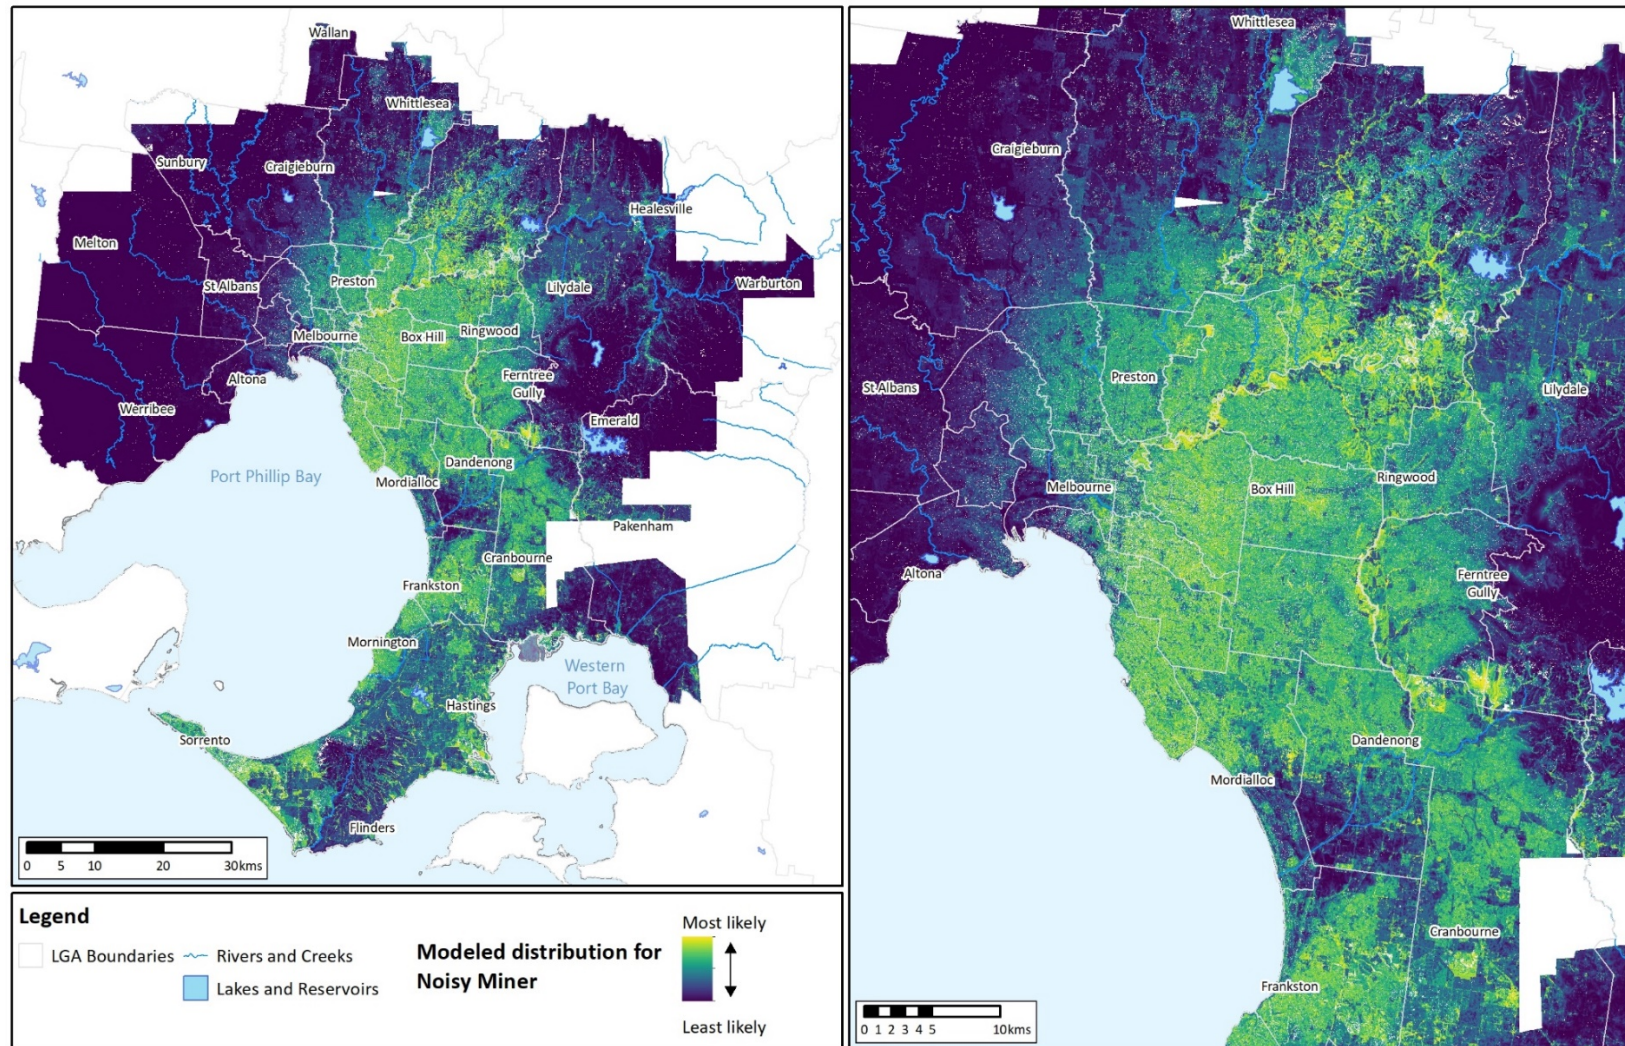 Wallan
Whittlesea
Sunbury
Craigieburn
Healesville
Melton
St Albans
Preston
Lilydale
Warburton
Melbourne
Box Hill
Ringwood
Altona
Ferntree
Gully
Werribee
Emerald
Port Phillip Bay
Dandenong
Mordialloc
Pakenham
Cranbourne
Frankston
Mornington
Western
Port Bay
Hastings
Sorrento
Flinders
0 5 10 20 30kms
Legend
LGA Boundaries
Rivers and Creeks
Lakes and Reservoirs
Modeled distribution for
Noisy Miner
Most likely
Least likely
Whittlesea
Craigieburn
St Albans
Preston
Lilydale
Melbourne
Box Hill
Ringwood
Altona
Ferntree
Gully
Dandenong
Mordialloc
Cranbourne
Frankston
0 1 2 3 4 5 10kms